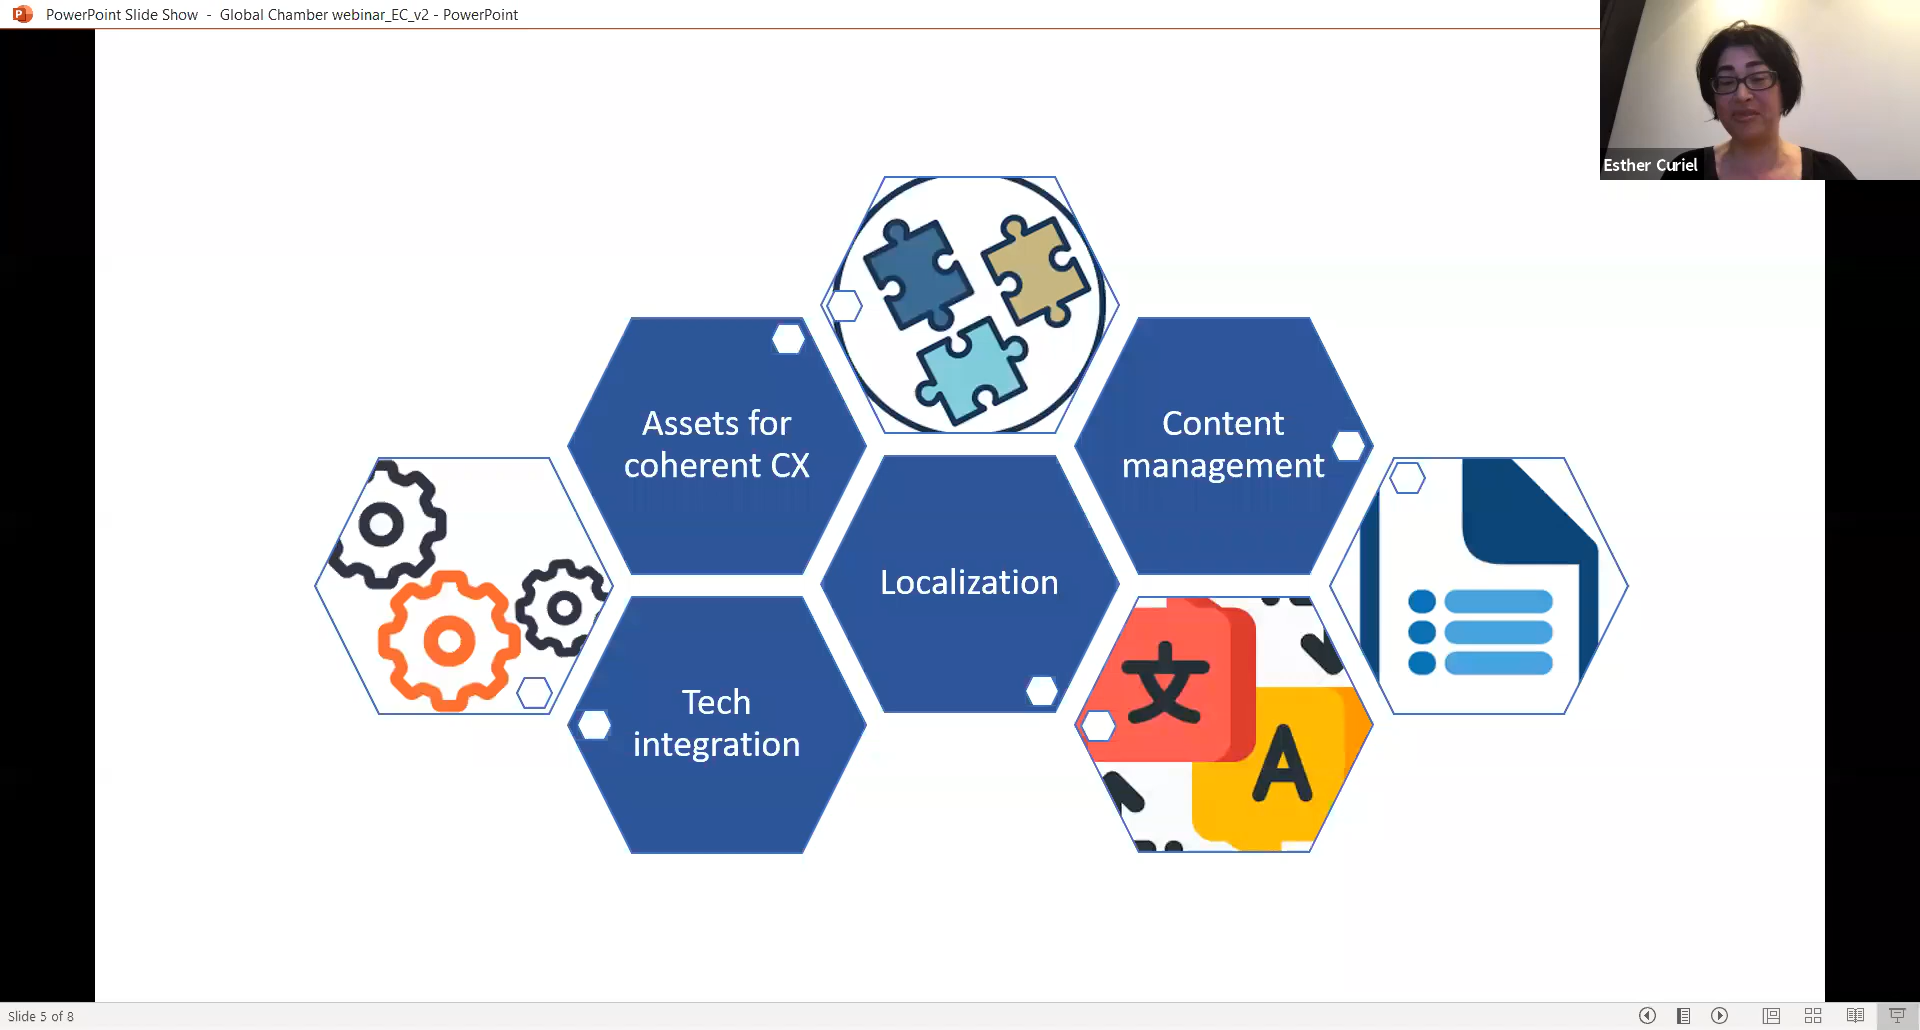 PowerPoint Slide Show - Global Chamber webinar_EC_v2 - PowerPoint
Esther Curiel
Assets for
coherent CX
Content
management
Localization
Tech
integration
文
A
Slide 5 of 8